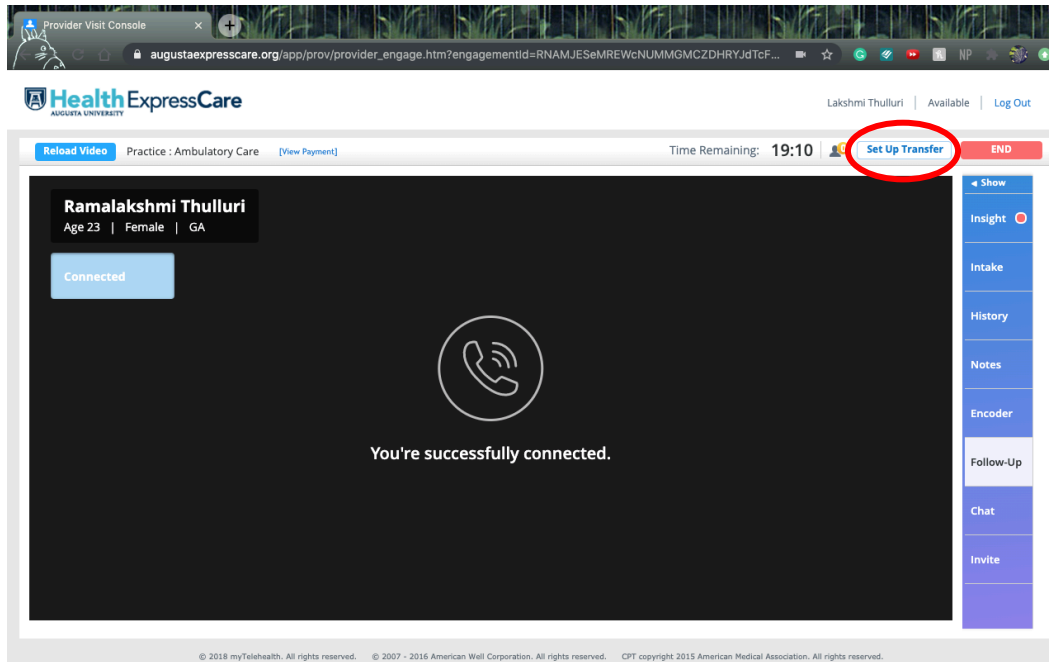 Provider Visit Console
augustaexpresscare.org/app/prov/provider_engage.htm?engagementId=RNAMJESeMREWcNUMMGMCZDHRYJdTcF...
NP
Health ExpressCare
AUGUSTA UNIVERSITY
Lakshmi Thulluri | Available | Log Out
Reload Video Practice : Ambulatory Care [View Payment] Time Remaining: 19:10 Set Up Transfer END
Show
Ramalakshmi Thulluri
Age 23 | Female | GA
Connected
You're successfully connected.
Insight
Intake
History
Notes
Encoder
Follow-Up
Chat
Invite
© 2018 myTelehealth. All rights reserved. © 2007 - 2016 American Well Corporation. All rights reserved. CPT copyright 2015 American Medical Association. All rights reserved.